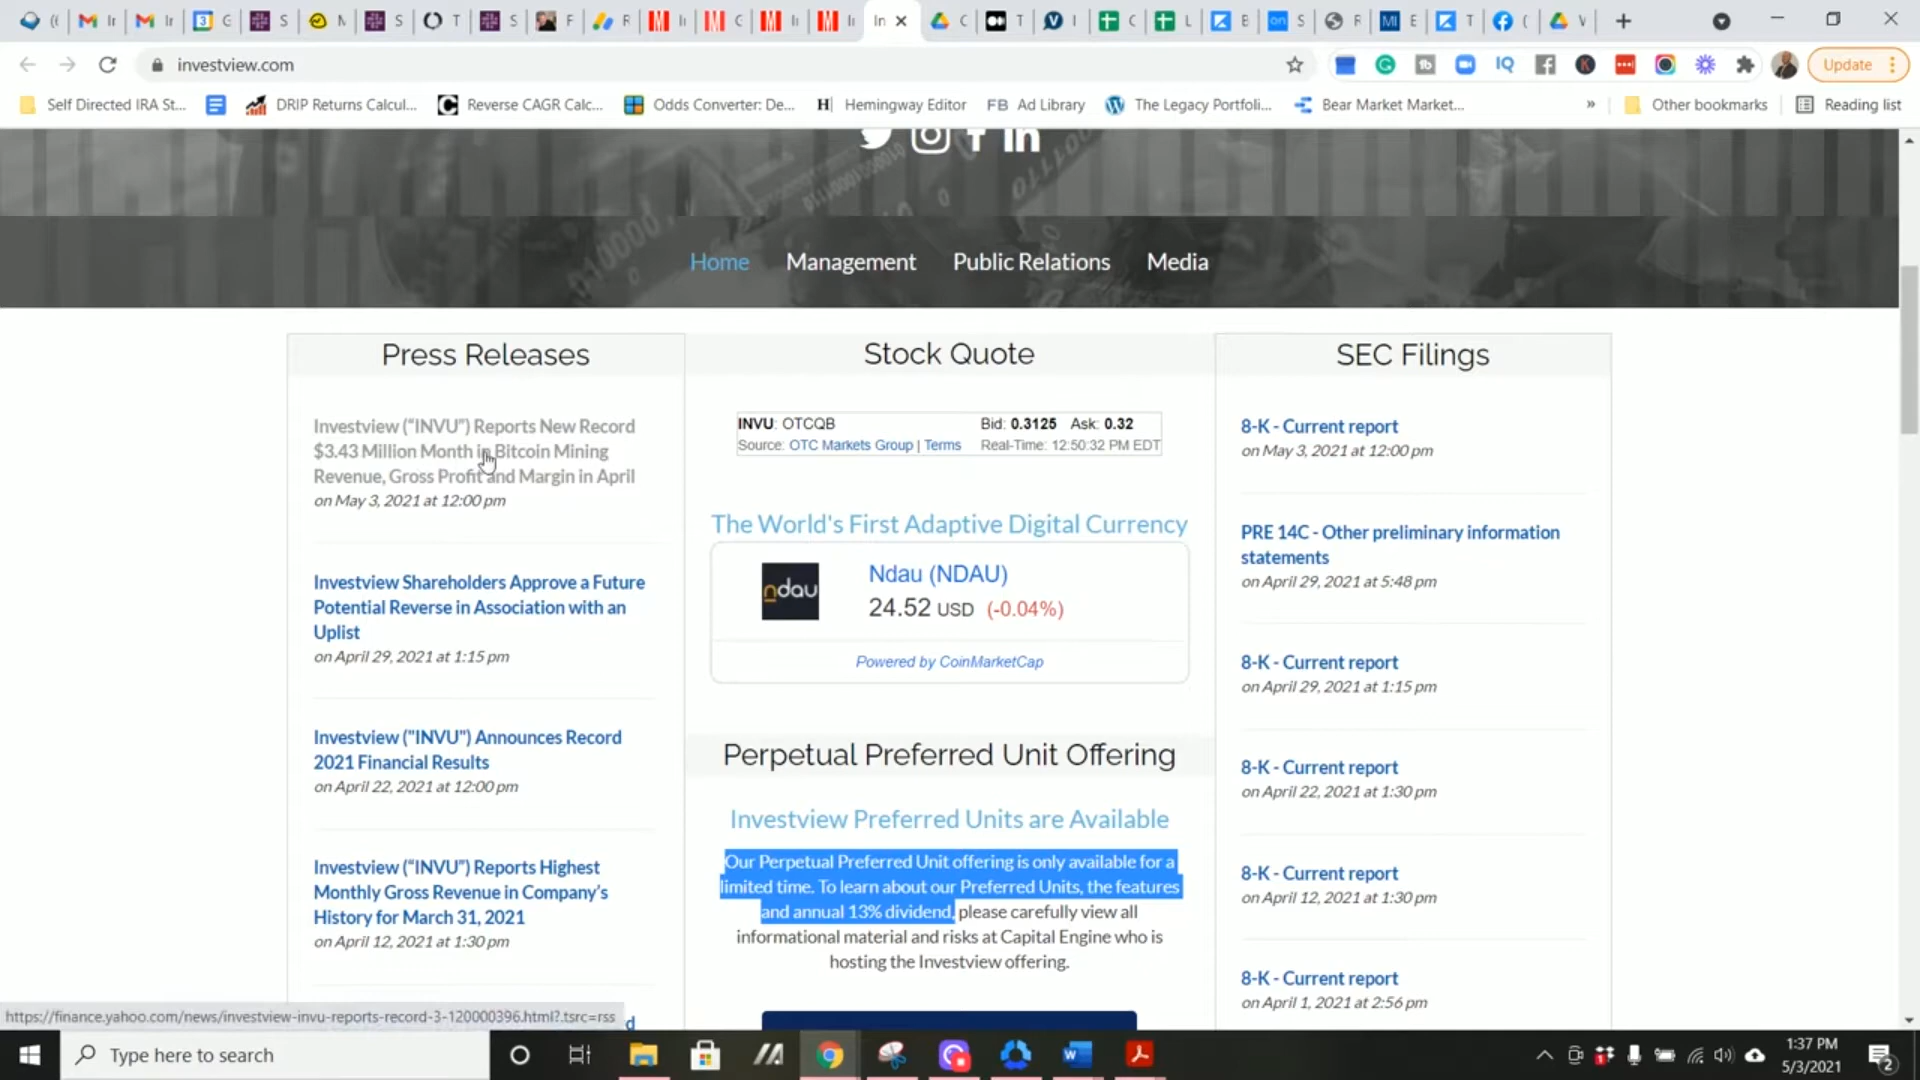 investview.com
Update
Self Directed IRA St...
DRIP Returns Calcul...
Reverse CAGR Calc...
Odds Converter: De...
Hemingway Editor
FB Ad Library
The Legacy Portfoli...
Bear Market Market...
»
Other bookmarks
Reading list
Home
Management
Public Relations
Media
Press Releases
Investview (“INVU”) Reports New Record
$3.43 Million Month in Bitcoin Mining
Revenue, Gross Profit and Margin in April
on May 3, 2021 at 12:00 pm
Investview Shareholders Approve a Future
Potential Reverse in Association with an
Uplist
on April 29, 2021 at 1:15 pm
Investview ("INVU") Announces Record
2021 Financial Results
on April 22, 2021 at 12:00 pm
Investview (“INVU”) Reports Highest
Monthly Gross Revenue in Company’s
History for March 31, 2021
on April 12, 2021 at 1:30 pm
Stock Quote
INVU: OTCQB Bid: 0.3125 Ask: 0.32
Source: OTC Markets Group | Terms Real-Time: 12:50:32 PM EDT
The World's First Adaptive Digital Currency
ndau
Ndau (NDAU)
24.52 USD (-0.04%)
Powered by CoinMarketCap
Perpetual Preferred Unit Offering
Investview Preferred Units are Available
Our Perpetual Preferred Unit offering is only available for a
limited time. To learn about our Preferred Units, the features
and annual 13% dividend, please carefully view all
informational material and risks at Capital Engine who is
hosting the Investview offering.
SEC Filings
8-K - Current report
on May 3, 2021 at 12:00 pm
PRE 14C - Other preliminary information
statements
on April 29, 2021 at 5:48 pm
8-K - Current report
on April 29, 2021 at 1:15 pm
8-K - Current report
on April 22, 2021 at 1:30 pm
8-K - Current report
on April 12, 2021 at 1:30 pm
8-K - Current report
on April 1, 2021 at 2:56 pm
https://finance.yahoo.com/news/investview-invu-reports-record-3-120000396.html?.tsrc=rss
Type here to search
1:37 PM
5/3/2021
2